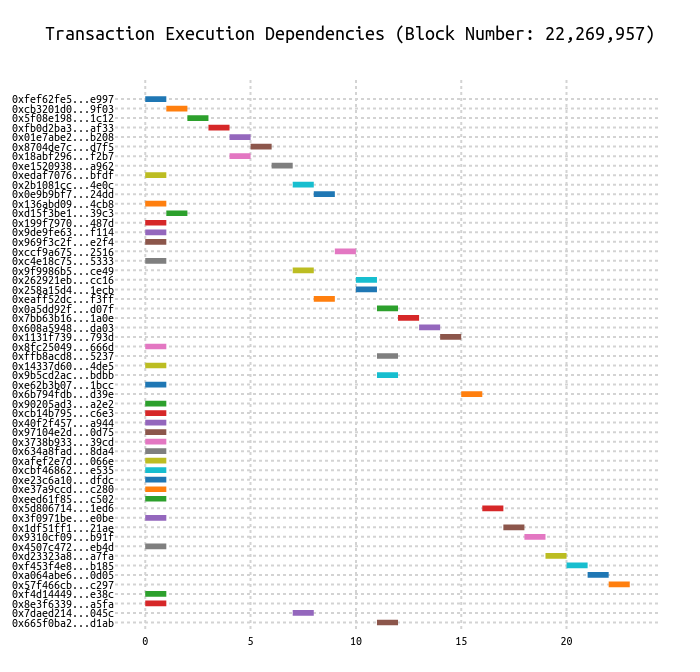 Transaction Execution Dependencies (Block Number: 22,269,957)
0xfef62fe5...e997
0xcb3201d0...9f03
0x5f08e198...1c12
0xfb0d2ba3...af33
0x01e7abe2...b208
0x8704de7c...d7f5
0x18abf296...f2b7
0xe1520938...a962
0xedaf7076...bfdf
0x2b1081cc...4e0c
0x0e9b9bf7...24dd
0x136abd09...4cb8
0xd15f3be1...39c3
0x199f7970...487d
0x9de9fe63...f114
0x969f3c2f...e2f4
0xccf9a675...2516
0xc4e18c75...5333
0x9f9986b5...ce49
0x262921eb...cc16
0x258a15d4...1ecb
0xeaff52dc...f3ff
0x0a5dd92f...d07f
0x7bb63b16...1a0e
0x608a5948...da03
0x1131f739...793d
0x8fc25049...666d
0xffb8acd8...5237
0x14337d60...4de5
0x9b5cd2ac...bdbb
0xe62b3b07...1bcc
0x6b794fdb...d39e
0x90205ad3...a2e2
0xcb14b795...c6e3
0x40f2f457...a944
0x97104e2d...0d75
0x3738b933...39cd
0x634a8fad...8da4
0xafef2e7d...066e
0xcbf46862...e535
0xe23c6a10...dfdc
0xe37a9ccd...c280
0xeed61f85...c502
0x5d806714...1ed6
0x3f0971be...e0be
0x1df51ff1...21ae
0x9310cf09...b91f
0x4507c472...eb4d
0xd23323a8...a7fa
0xf453f4e8...b185
0xa064abe6...0d05
0x57f466cb...c297
0xf4d14449...e38c
0x8e3f6339...a5fa
0x7daed214...045c
0x665f0ba2...d1ab
0 5 10 15 20